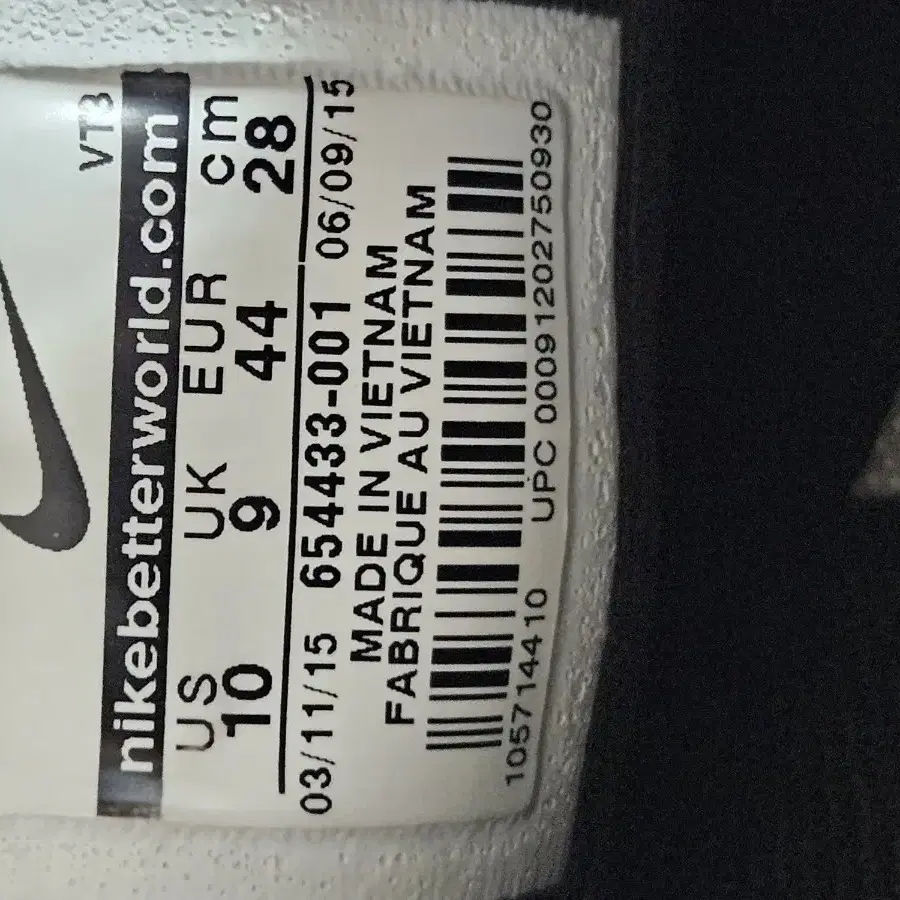 VT3
nikebetterworld.com
US UK EUR cm
10 9 44 28
03/11/15 654433-001 06/09/15
MADE IN VIETNAM
FABRIQUE AU VIETNAM
105714410 UPC 00091202750930